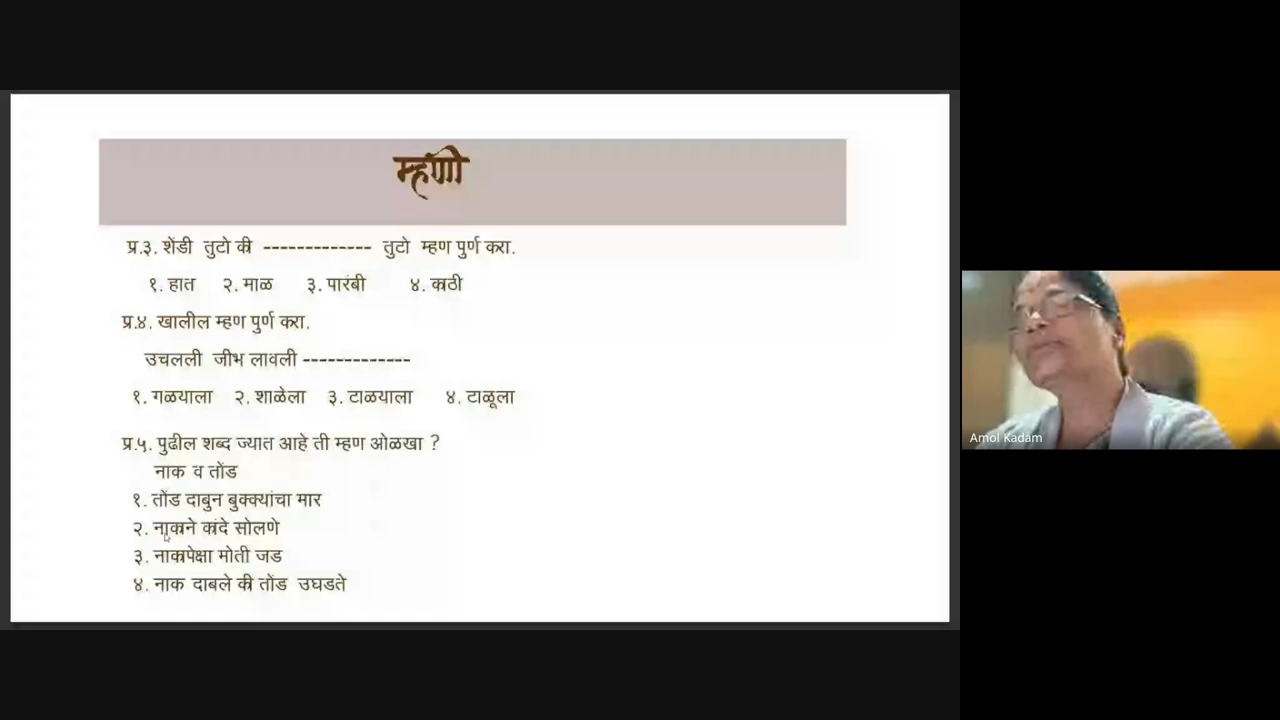 म्हणी
प्र.३. शेंडी तुटो की ------------- तुटो म्हण पुर्ण करा.
१. हात २. माळ ३. पारंबी ४. काठी
प्र.४. खालील म्हण पुर्ण करा.
उचलली जीभ लावली -------------
१. गळयाला २. शाळेला ३. टाळयाला ४. टाळूला
प्र.५. पुढील शब्द ज्यात आहे ती म्हण ओळखा ?
नाक व तोंड
१. तोंड दाबुन बुक्क्यांचा मार
२. नाकाने कांदे सोलणे
३. नाकापेक्षा मोती जड
४. नाक दाबले की तोंड उघडते
Amol Kadam